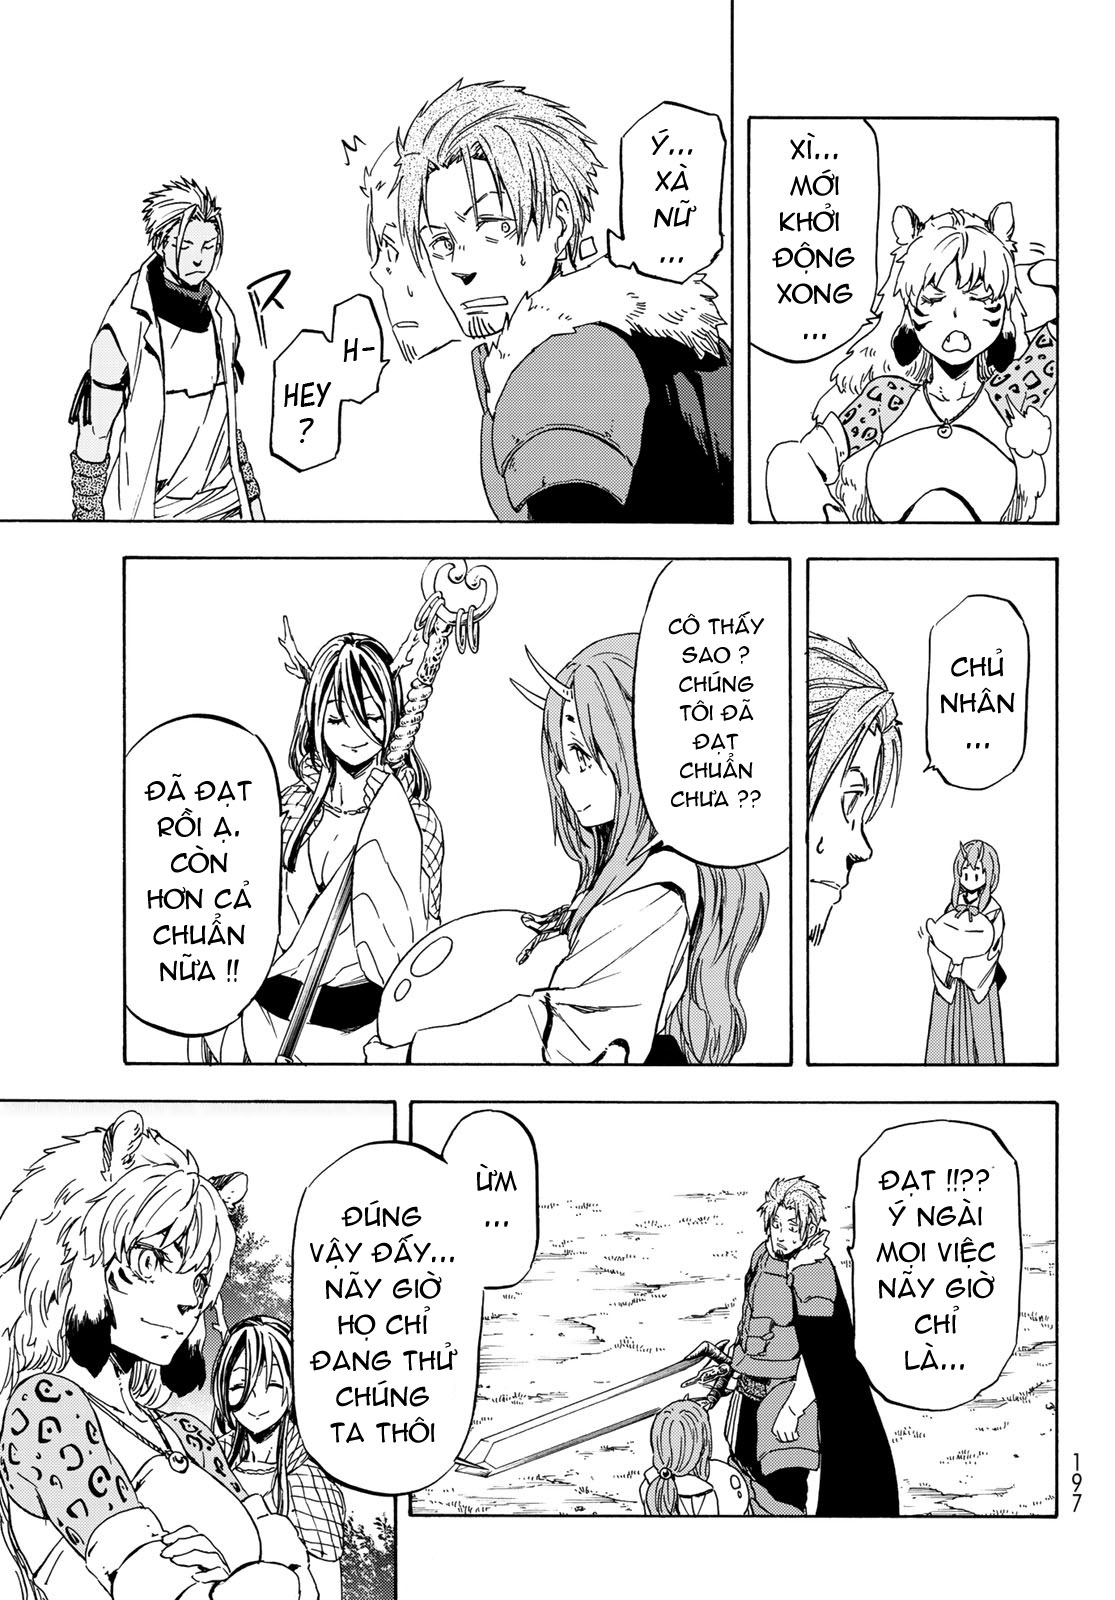 XÌ...
MỚI
KHỞI
ĐỘNG
XONG
...
Ý...
XÀ
NỮ
...
H-
HEY
?
CHỦ
NHÂN
...
CÔ THẤY
SAO ?
CHÚNG
TÔI ĐÃ
ĐẠT
CHUẨN
CHƯA ??
ĐÃ ĐẠT
RỒI Ạ,
CÒN
HƠN CẢ
CHUẨN
NỮA !!
ĐẠT !!??
Ý NGÀI
MỌI VIỆC
NÃY GIỜ
CHỈ
LÀ...
ỪM
...
ĐÚNG
VẬY ĐẤY...
NÃY GIỜ
HỌ CHỈ
ĐANG THỬ
CHÚNG
TA THÔI
197